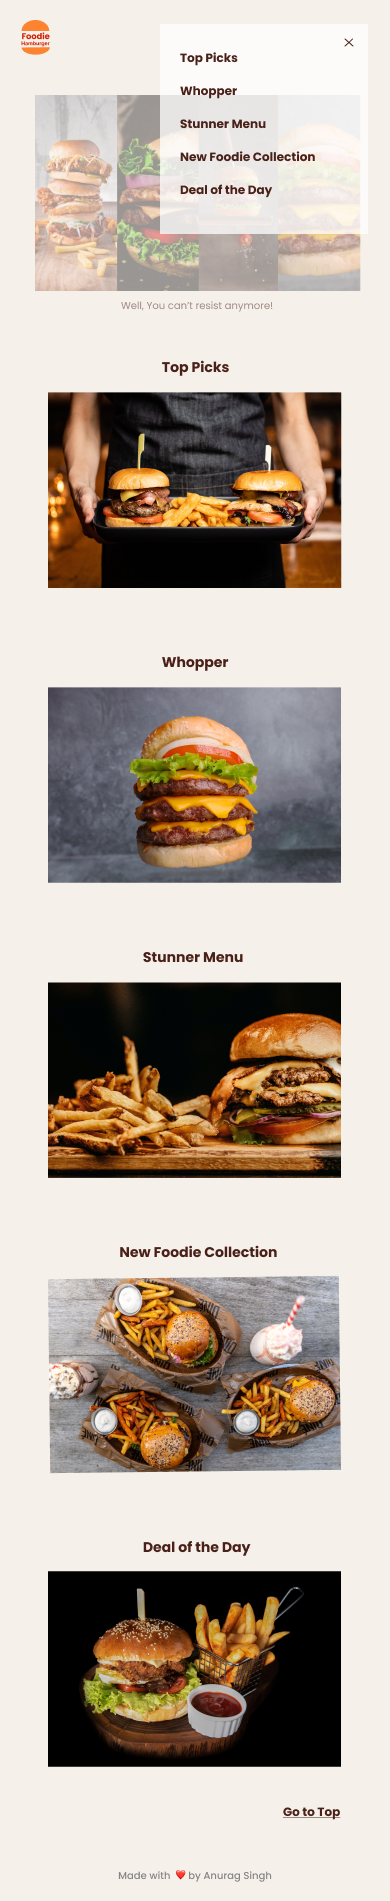 Foodie
Hamburger
Top Picks
Whopper
Stunner Menu
New Foodie Collection
Deal of the Day
Well, You can't resist anymore!
Top Picks
Whopper
Stunner Menu
New Foodie Collection
Deal of the Day
Go to Top
Made with ❤️ by Anurag Singh